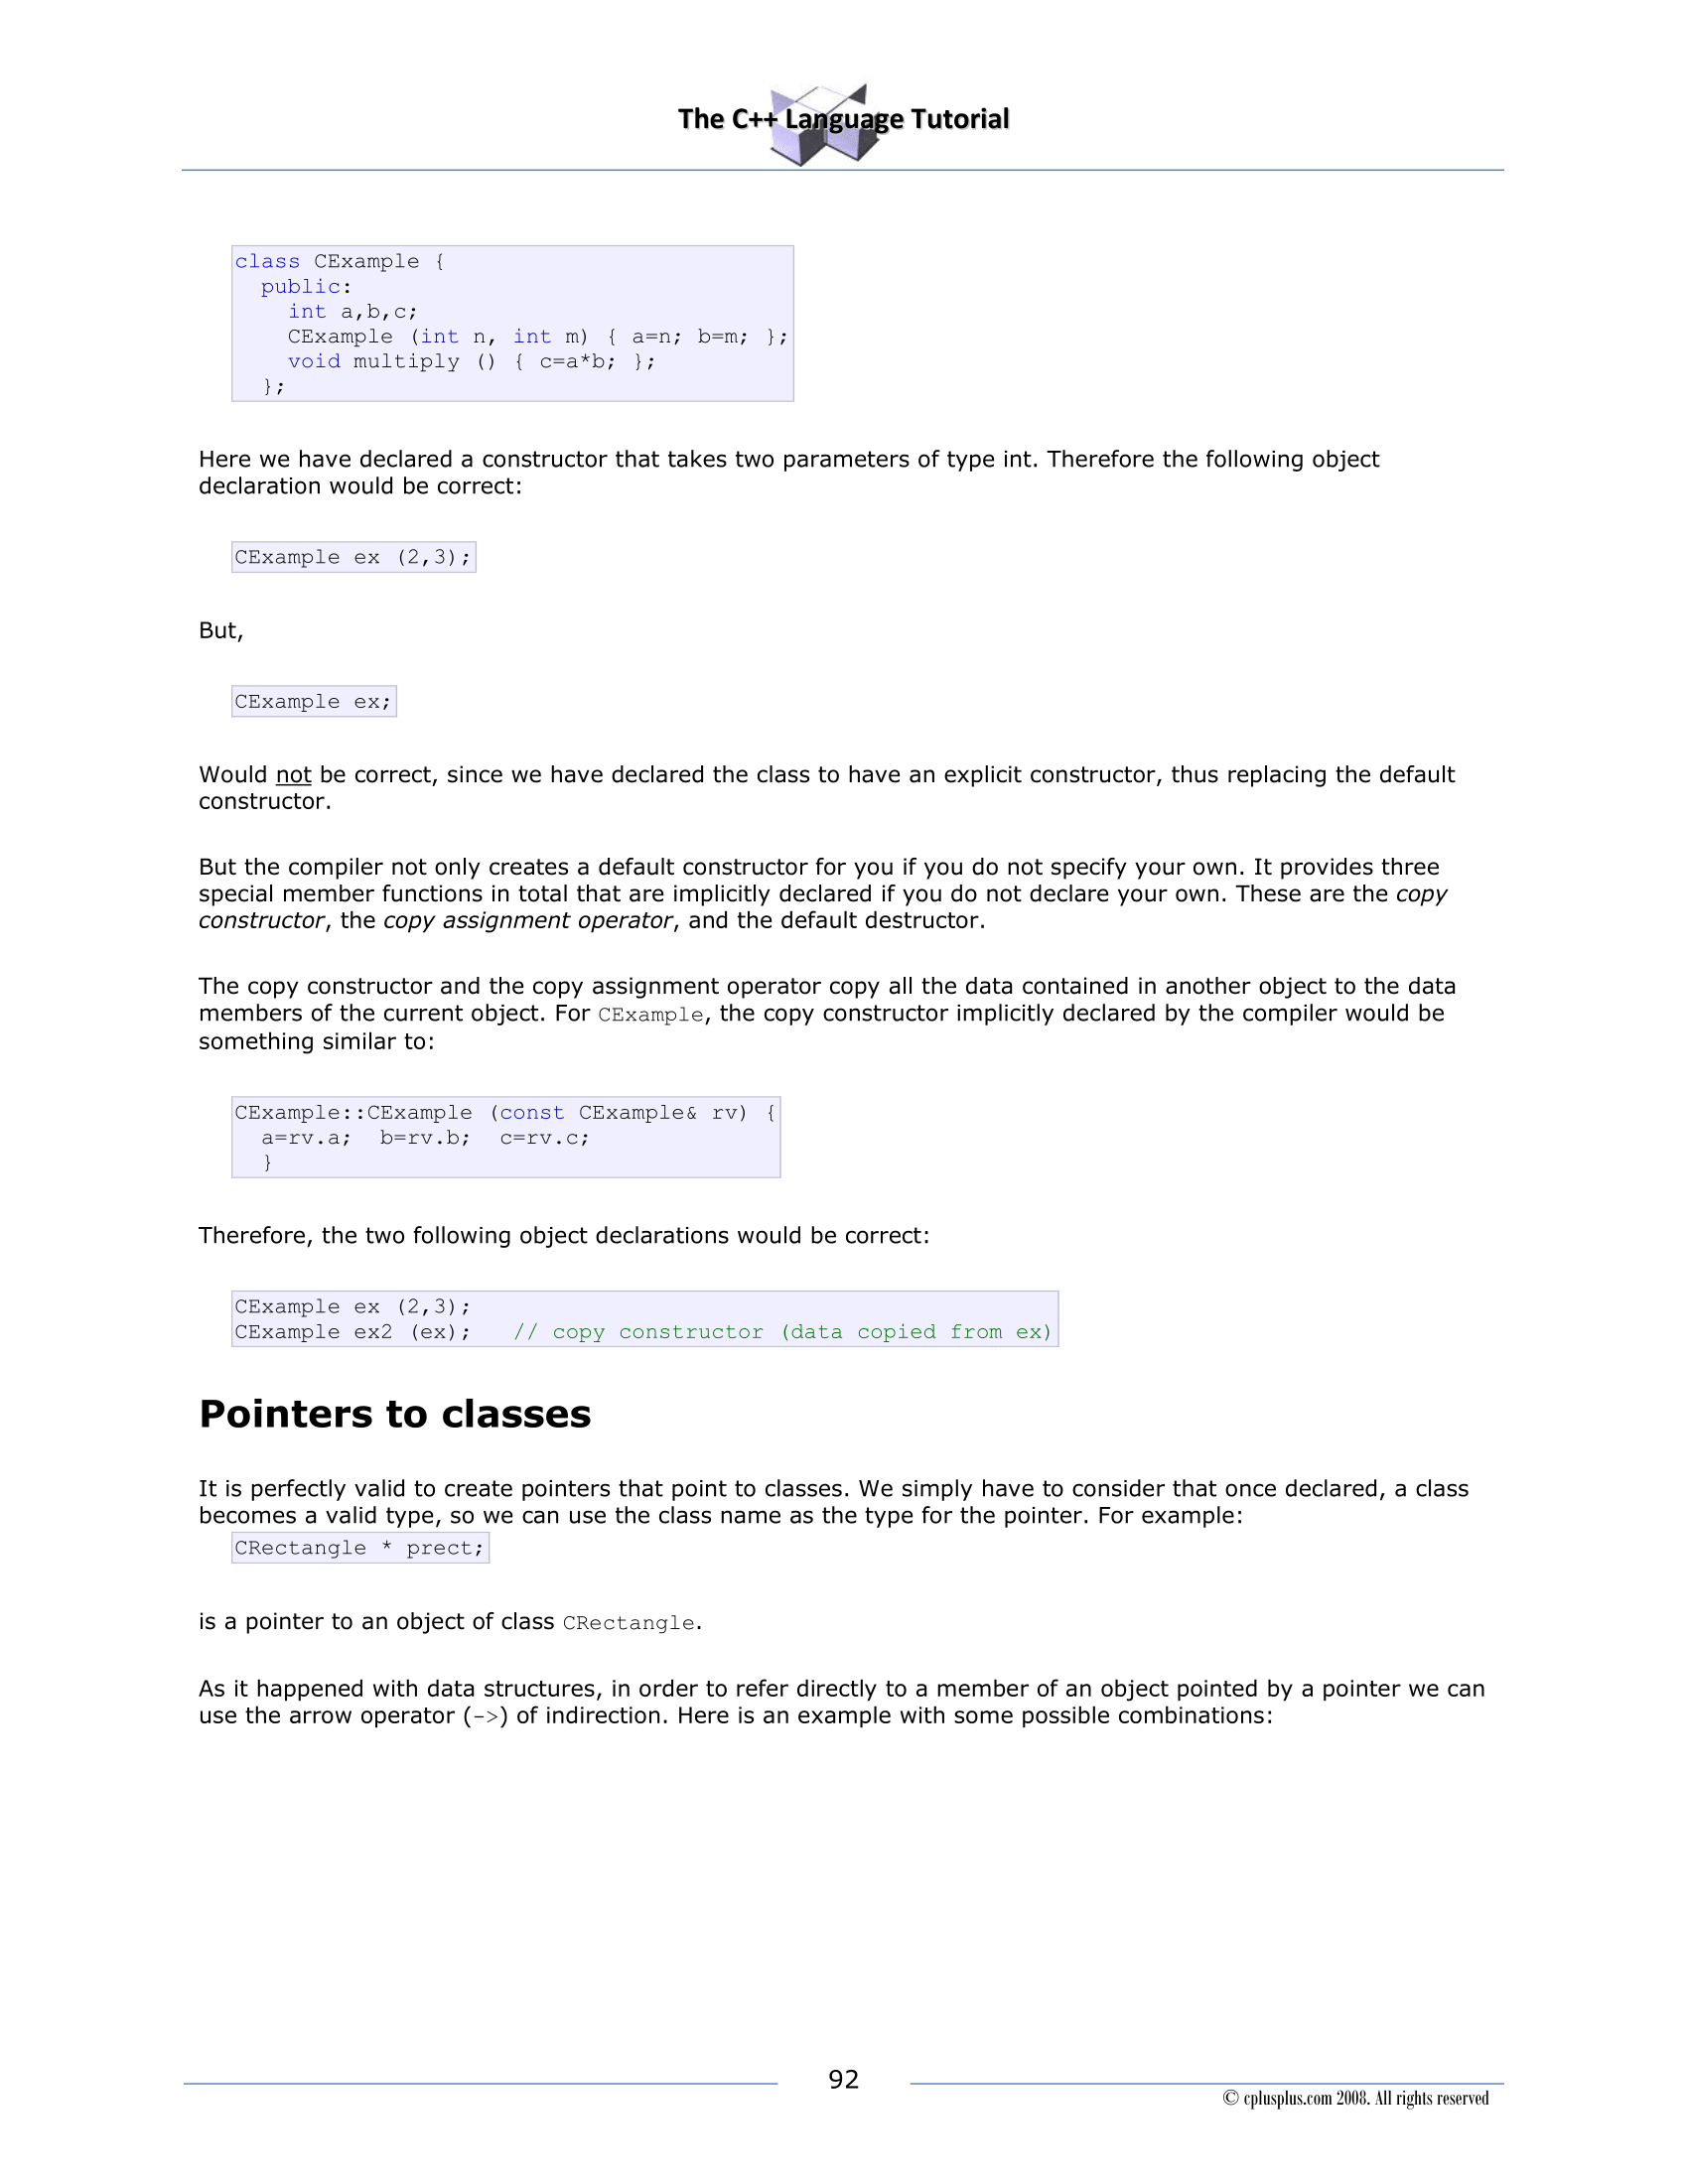 The C++ Language Tutorial
class CExample {
  public:
    int a,b,c;
    CExample (int n, int m) { a=n; b=m; };
    void multiply () { c=a*b; };
  };
Here we have declared a constructor that takes two parameters of type int. Therefore the following object
declaration would be correct:
CExample ex (2,3);
But,
CExample ex;
Would not be correct, since we have declared the class to have an explicit constructor, thus replacing the default
constructor.
But the compiler not only creates a default constructor for you if you do not specify your own. It provides three
special member functions in total that are implicitly declared if you do not declare your own. These are the copy
constructor, the copy assignment operator, and the default destructor.
The copy constructor and the copy assignment operator copy all the data contained in another object to the data
members of the current object. For CExample, the copy constructor implicitly declared by the compiler would be
something similar to:
CExample::CExample (const CExample& rv) {
  a=rv.a;  b=rv.b;  c=rv.c;
  }
Therefore, the two following object declarations would be correct:
CExample ex (2,3);
CExample ex2 (ex);   // copy constructor (data copied from ex)
Pointers to classes
It is perfectly valid to create pointers that point to classes. We simply have to consider that once declared, a class
becomes a valid type, so we can use the class name as the type for the pointer. For example:
CRectangle * prect;
is a pointer to an object of class CRectangle.
As it happened with data structures, in order to refer directly to a member of an object pointed by a pointer we can
use the arrow operator (->) of indirection. Here is an example with some possible combinations:
92
© cplusplus.com 2008. All rights reserved